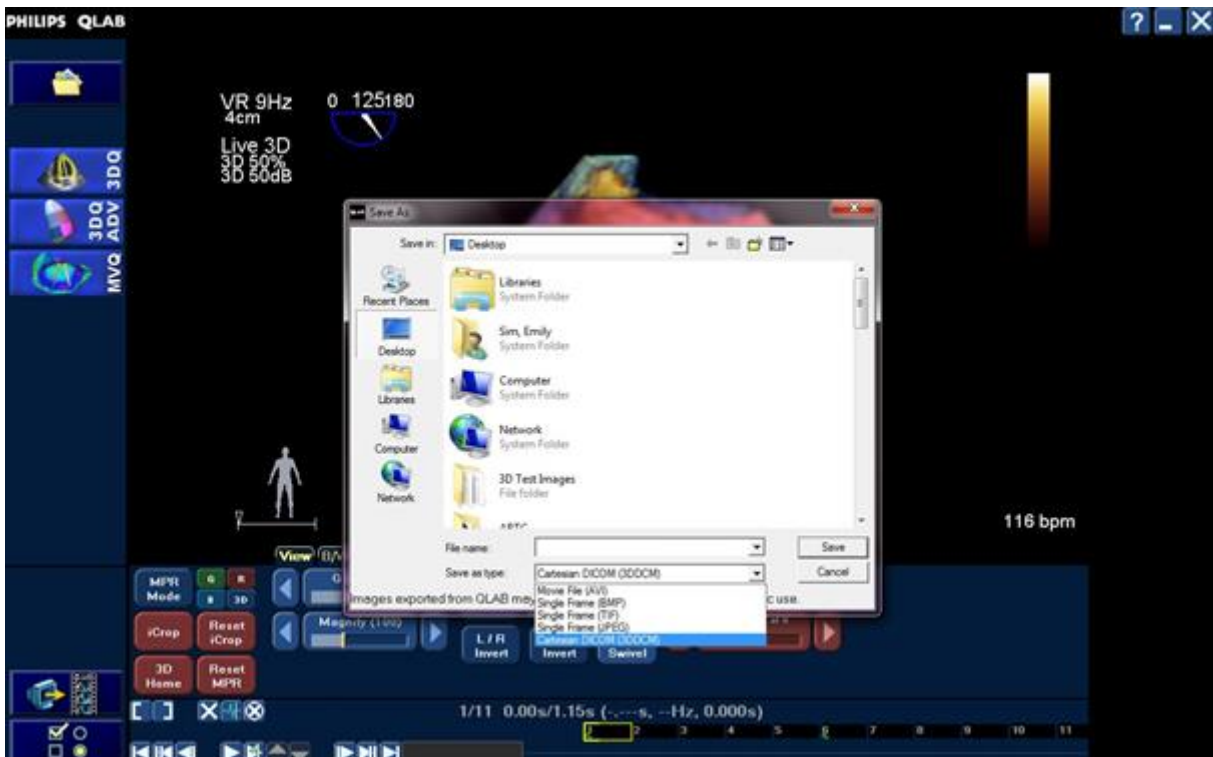 PHILIPS QLAB
? _ X
VR 9Hz
4cm
0 125 180
Live 3D
3D 50%
3D 50dB
3DQ
3DQ ADV
MVQ
Save As
Save in:
Desktop
Recent Places
Desktop
Libraries
Computer
Network
Libraries
System Folder
Sim, Emily
System Folder
Computer
System Folder
Network
System Folder
3D Test Images
File folder
File name:
Save
Save as type:
Cartesian DICOM (3DDCM)
Cancel
Movie File (AVI)
Single Frame (BMP)
Single Frame (TIF)
Single Frame (JPEG)
Cartesian DICOM (3DDCM)
Images exported from QLAB may
c use.
116 bpm
View
MPR Mode
G R
B 3D
iCrop
Reset iCrop
Magnify (100)
L / R Invert
Invert
Swivel
3D Home
Reset MPR
1/11 0.00s/1.15s (-.---s, --Hz, 0.000s)
1 2 3 4 5 6 7 8 9 10 11